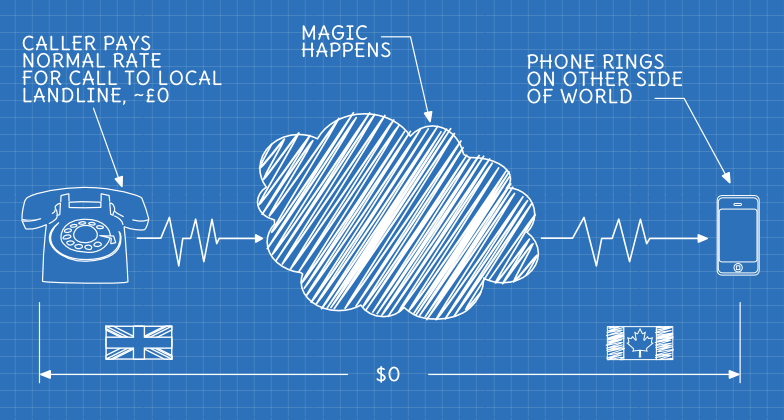 CALLER PAYS
NORMAL RATE
FOR CALL TO LOCAL
LANDLINE, ~£0
MAGIC
HAPPENS
PHONE RINGS
ON OTHER SIDE
OF WORLD
$0